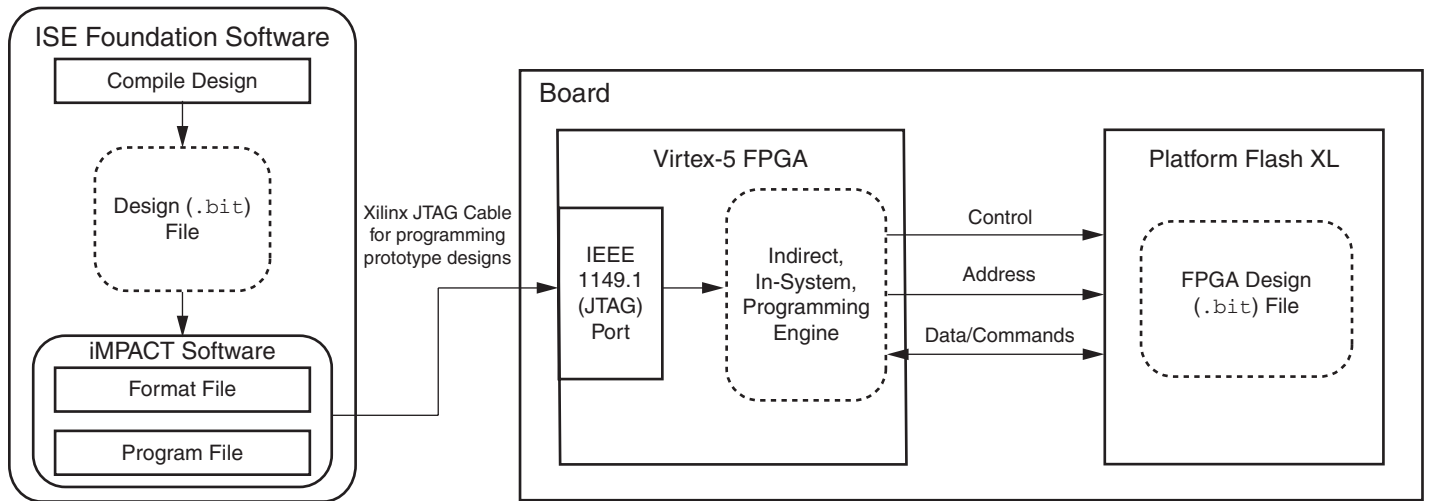 ISE Foundation Software
Compile Design
Design (.bit)
File
iMPACT Software
Format File
Program File
Xilinx JTAG Cable
for programming
prototype designs
Board
Virtex-5 FPGA
IEEE
1149.1
(JTAG)
Port
Indirect,
In-System,
Programming
Engine
Control
Address
Data/Commands
Platform Flash XL
FPGA Design
(.bit) File